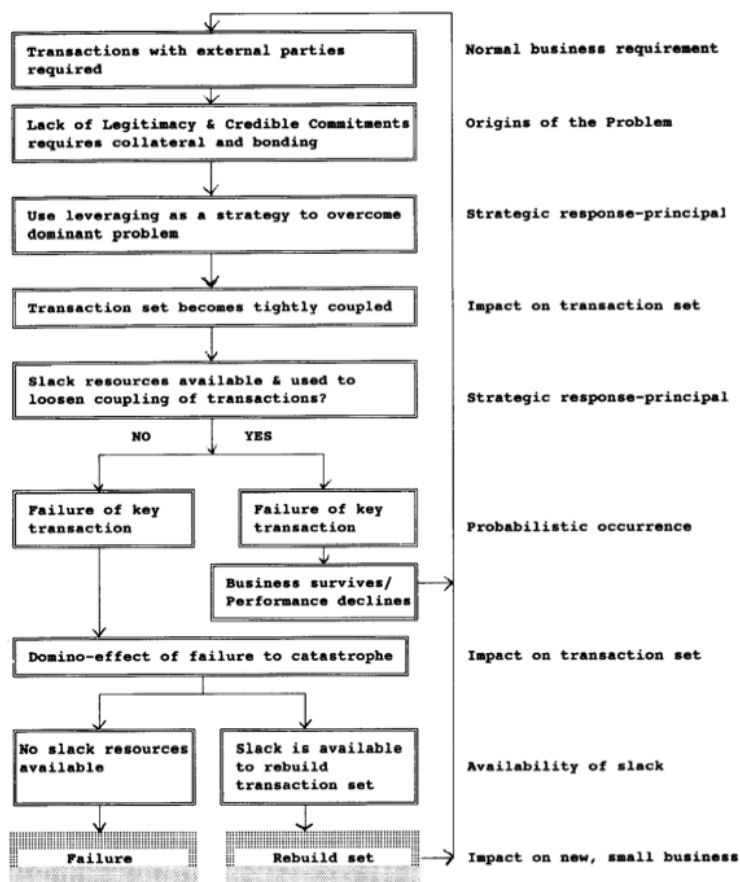 Transactions with external parties
required
Normal business requirement
Lack of Legitimacy & Credible Commitments
requires collateral and bonding
Origins of the Problem
Use leveraging as a strategy to overcome
dominant problem
Strategic response-principal
Transaction set becomes tightly coupled
Impact on transaction set
Slack resources available & used to
loosen coupling of transactions?
Strategic response-principal
NO
YES
Failure of key
transaction
Failure of key
transaction
Probabilistic occurrence
Business survives/
Performance declines
Domino-effect of failure to catastrophe
Impact on transaction set
No slack resources
available
Slack is available
to rebuild
transaction set
Availability of slack
Failure
Rebuild set
Impact on new, small business